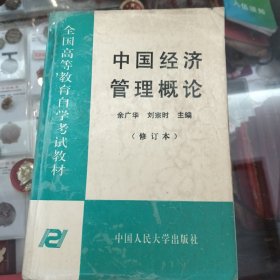 全国高等教育自学考试教材
中国经济
管理概论
余广华 刘宗时 主编
(修订本)
中国人民大学出版社